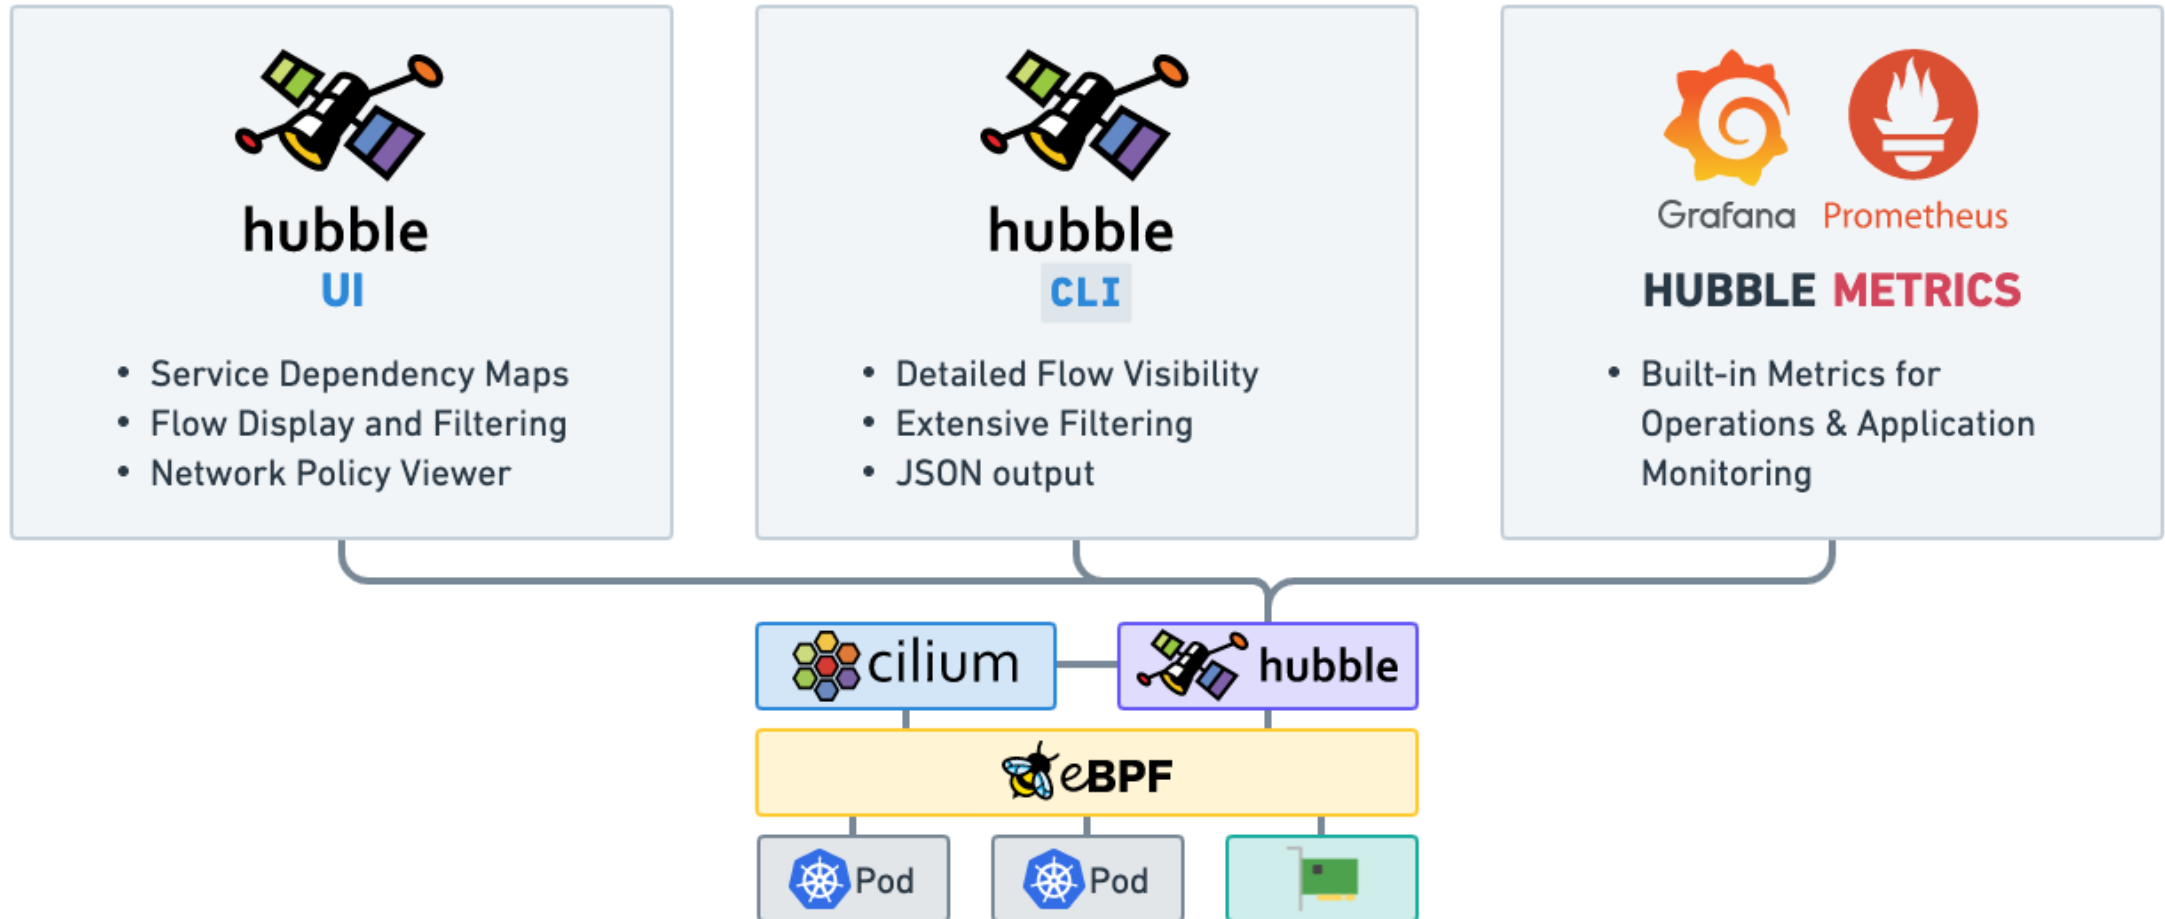 hubble
UI
• Service Dependency Maps
• Flow Display and Filtering
• Network Policy Viewer
hubble
CLI
• Detailed Flow Visibility
• Extensive Filtering
• JSON output
Grafana
Prometheus
HUBBLE METRICS
• Built-in Metrics for
Operations & Application
Monitoring
cilium
hubble
eBPF
Pod
Pod